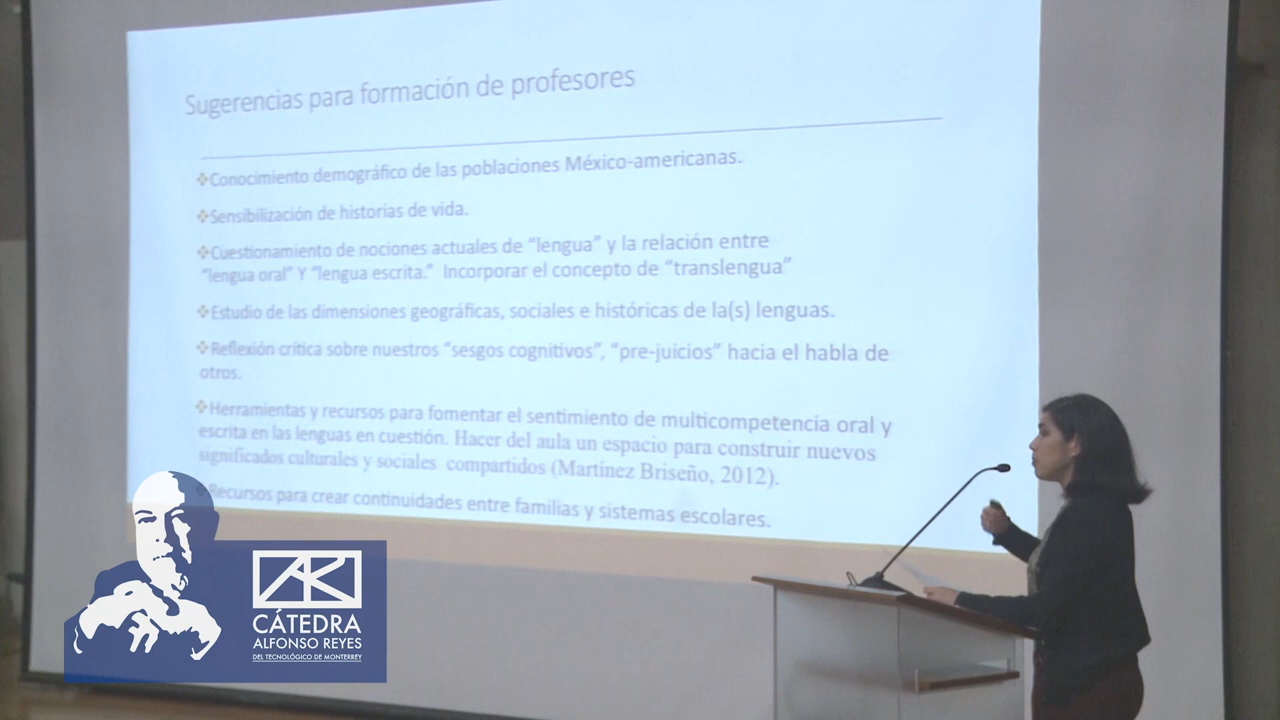 Sugerencias para formación de profesores
❖Conocimiento demográfico de las poblaciones México-americanas.
❖Sensibilización de historias de vida.
❖Cuestionamiento de nociones actuales de “lengua” y la relación entre
“lengua oral” Y “lengua escrita.” Incorporar el concepto de “translengua”
❖Estudio de las dimensiones geográficas, sociales e históricas de la(s) lenguas.
❖Reflexión crítica sobre nuestros “sesgos cognitivos”, “pre-juicios” hacia el habla de
otros.
❖Herramientas y recursos para fomentar el sentimiento de multicompetencia oral y
escrita en las lenguas en cuestión. Hacer del aula un espacio para construir nuevos
significados culturales y sociales compartidos (Martínez Briseño, 2012).
❖Recursos para crear continuidades entre familias y sistemas escolares.
AR
CÁTEDRA
ALFONSO REYES
DEL TECNOLÓGICO DE MONTERREY